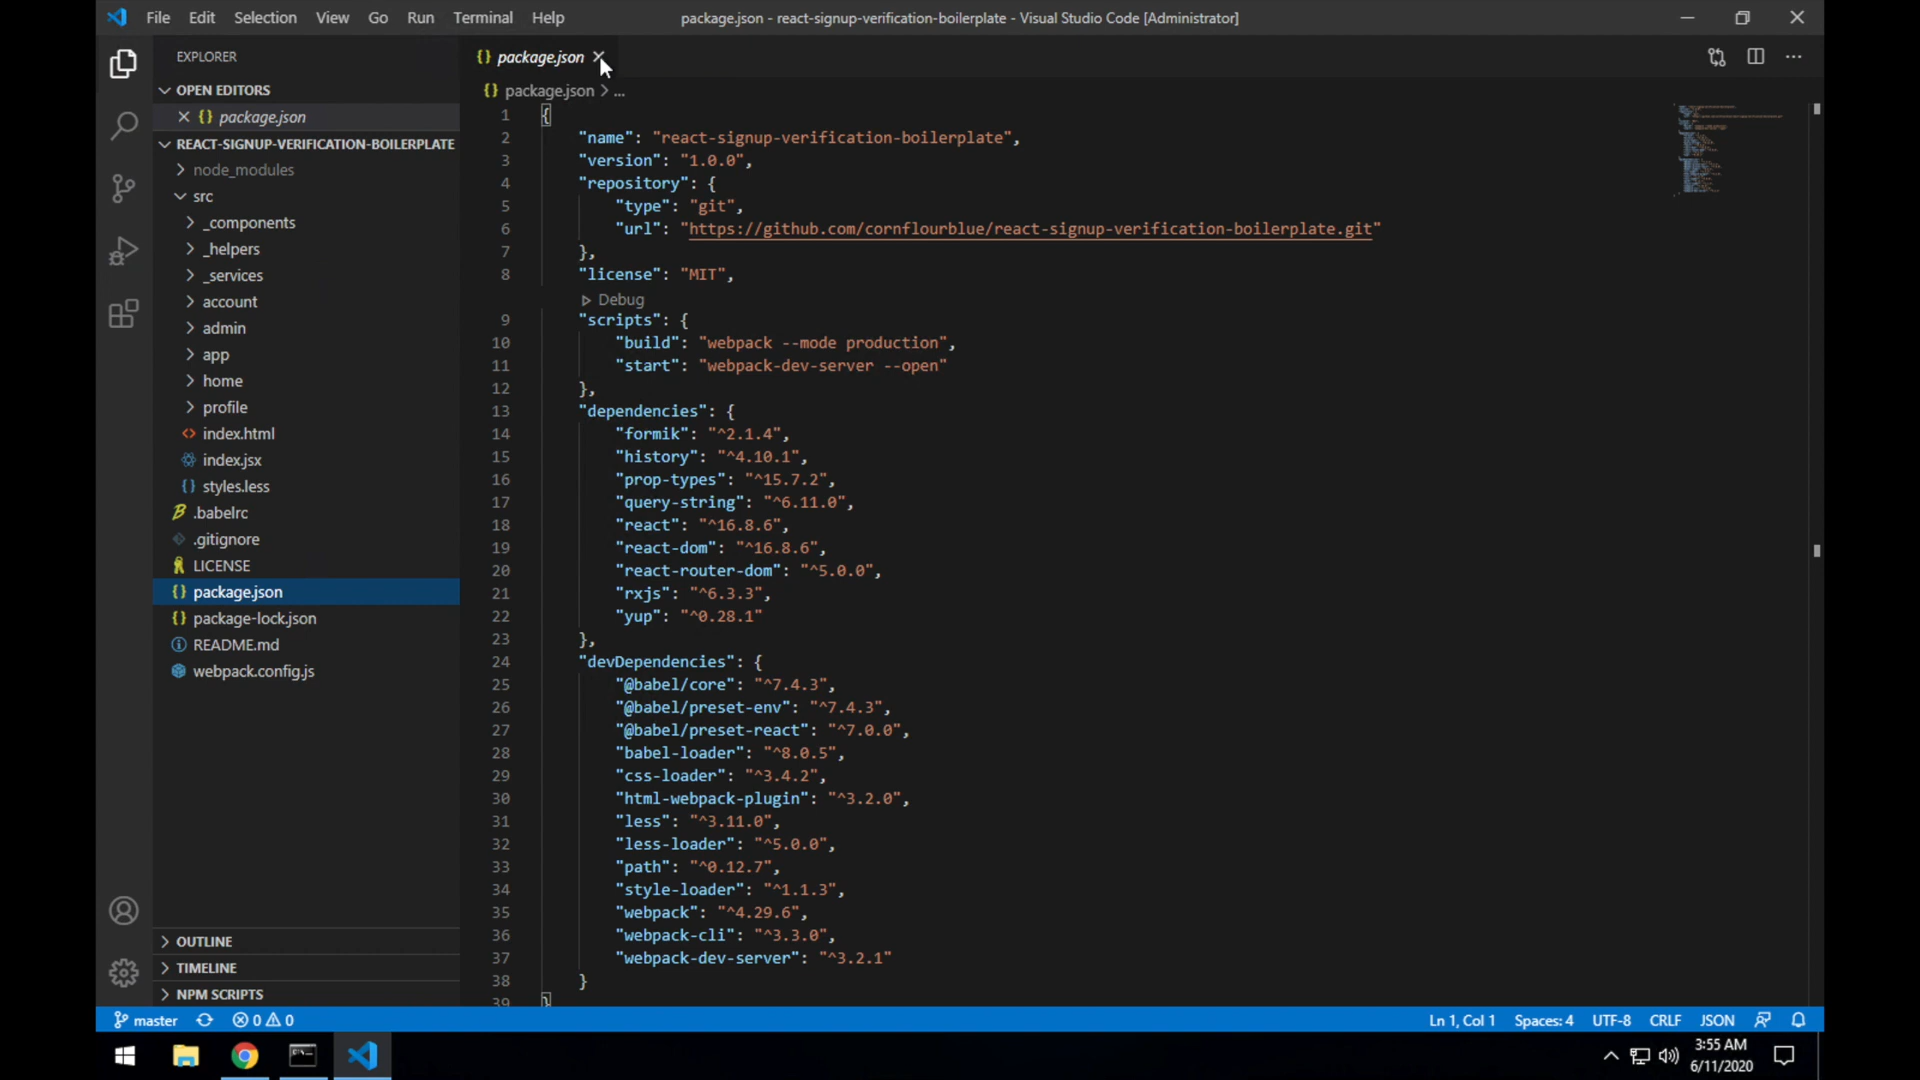 File Edit Selection View Go Run Terminal Help
package.json - react-signup-verification-boilerplate - Visual Studio Code [Administrator]
EXPLORER
OPEN EDITORS
package.json
REACT-SIGNUP-VERIFICATION-BOILERPLATE
node_modules
src
_components
_helpers
_services
account
admin
app
home
profile
index.html
index.jsx
styles.less
.babelrc
.gitignore
LICENSE
package.json
package-lock.json
README.md
webpack.config.js
OUTLINE
TIMELINE
NPM SCRIPTS
package.json
package.json > ...
1 {
2 "name": "react-signup-verification-boilerplate",
3 "version": "1.0.0",
4 "repository": {
5 "type": "git",
6 "url": "https://github.com/cornflourblue/react-signup-verification-boilerplate.git"
7 },
8 "license": "MIT",
Debug
9 "scripts": {
10 "build": "webpack --mode production",
11 "start": "webpack-dev-server --open"
12 },
13 "dependencies": {
14 "formik": "^2.1.4",
15 "history": "^4.10.1",
16 "prop-types": "^15.7.2",
17 "query-string": "^6.11.0",
18 "react": "^16.8.6",
19 "react-dom": "^16.8.6",
20 "react-router-dom": "^5.0.0",
21 "rxjs": "^6.3.3",
22 "yup": "^0.28.1"
23 },
24 "devDependencies": {
25 "@babel/core": "^7.4.3",
26 "@babel/preset-env": "^7.4.3",
27 "@babel/preset-react": "^7.0.0",
28 "babel-loader": "^8.0.5",
29 "css-loader": "^3.4.2",
30 "html-webpack-plugin": "^3.2.0",
31 "less": "^3.11.0",
32 "less-loader": "^5.0.0",
33 "path": "^0.12.7",
34 "style-loader": "^1.1.3",
35 "webpack": "^4.29.6",
36 "webpack-cli": "^3.3.0",
37 "webpack-dev-server": "^3.2.1"
38 }
39 }
master 0 0 Ln 1, Col 1 Spaces: 4 UTF-8 CRLF JSON
3:55 AM
6/11/2020